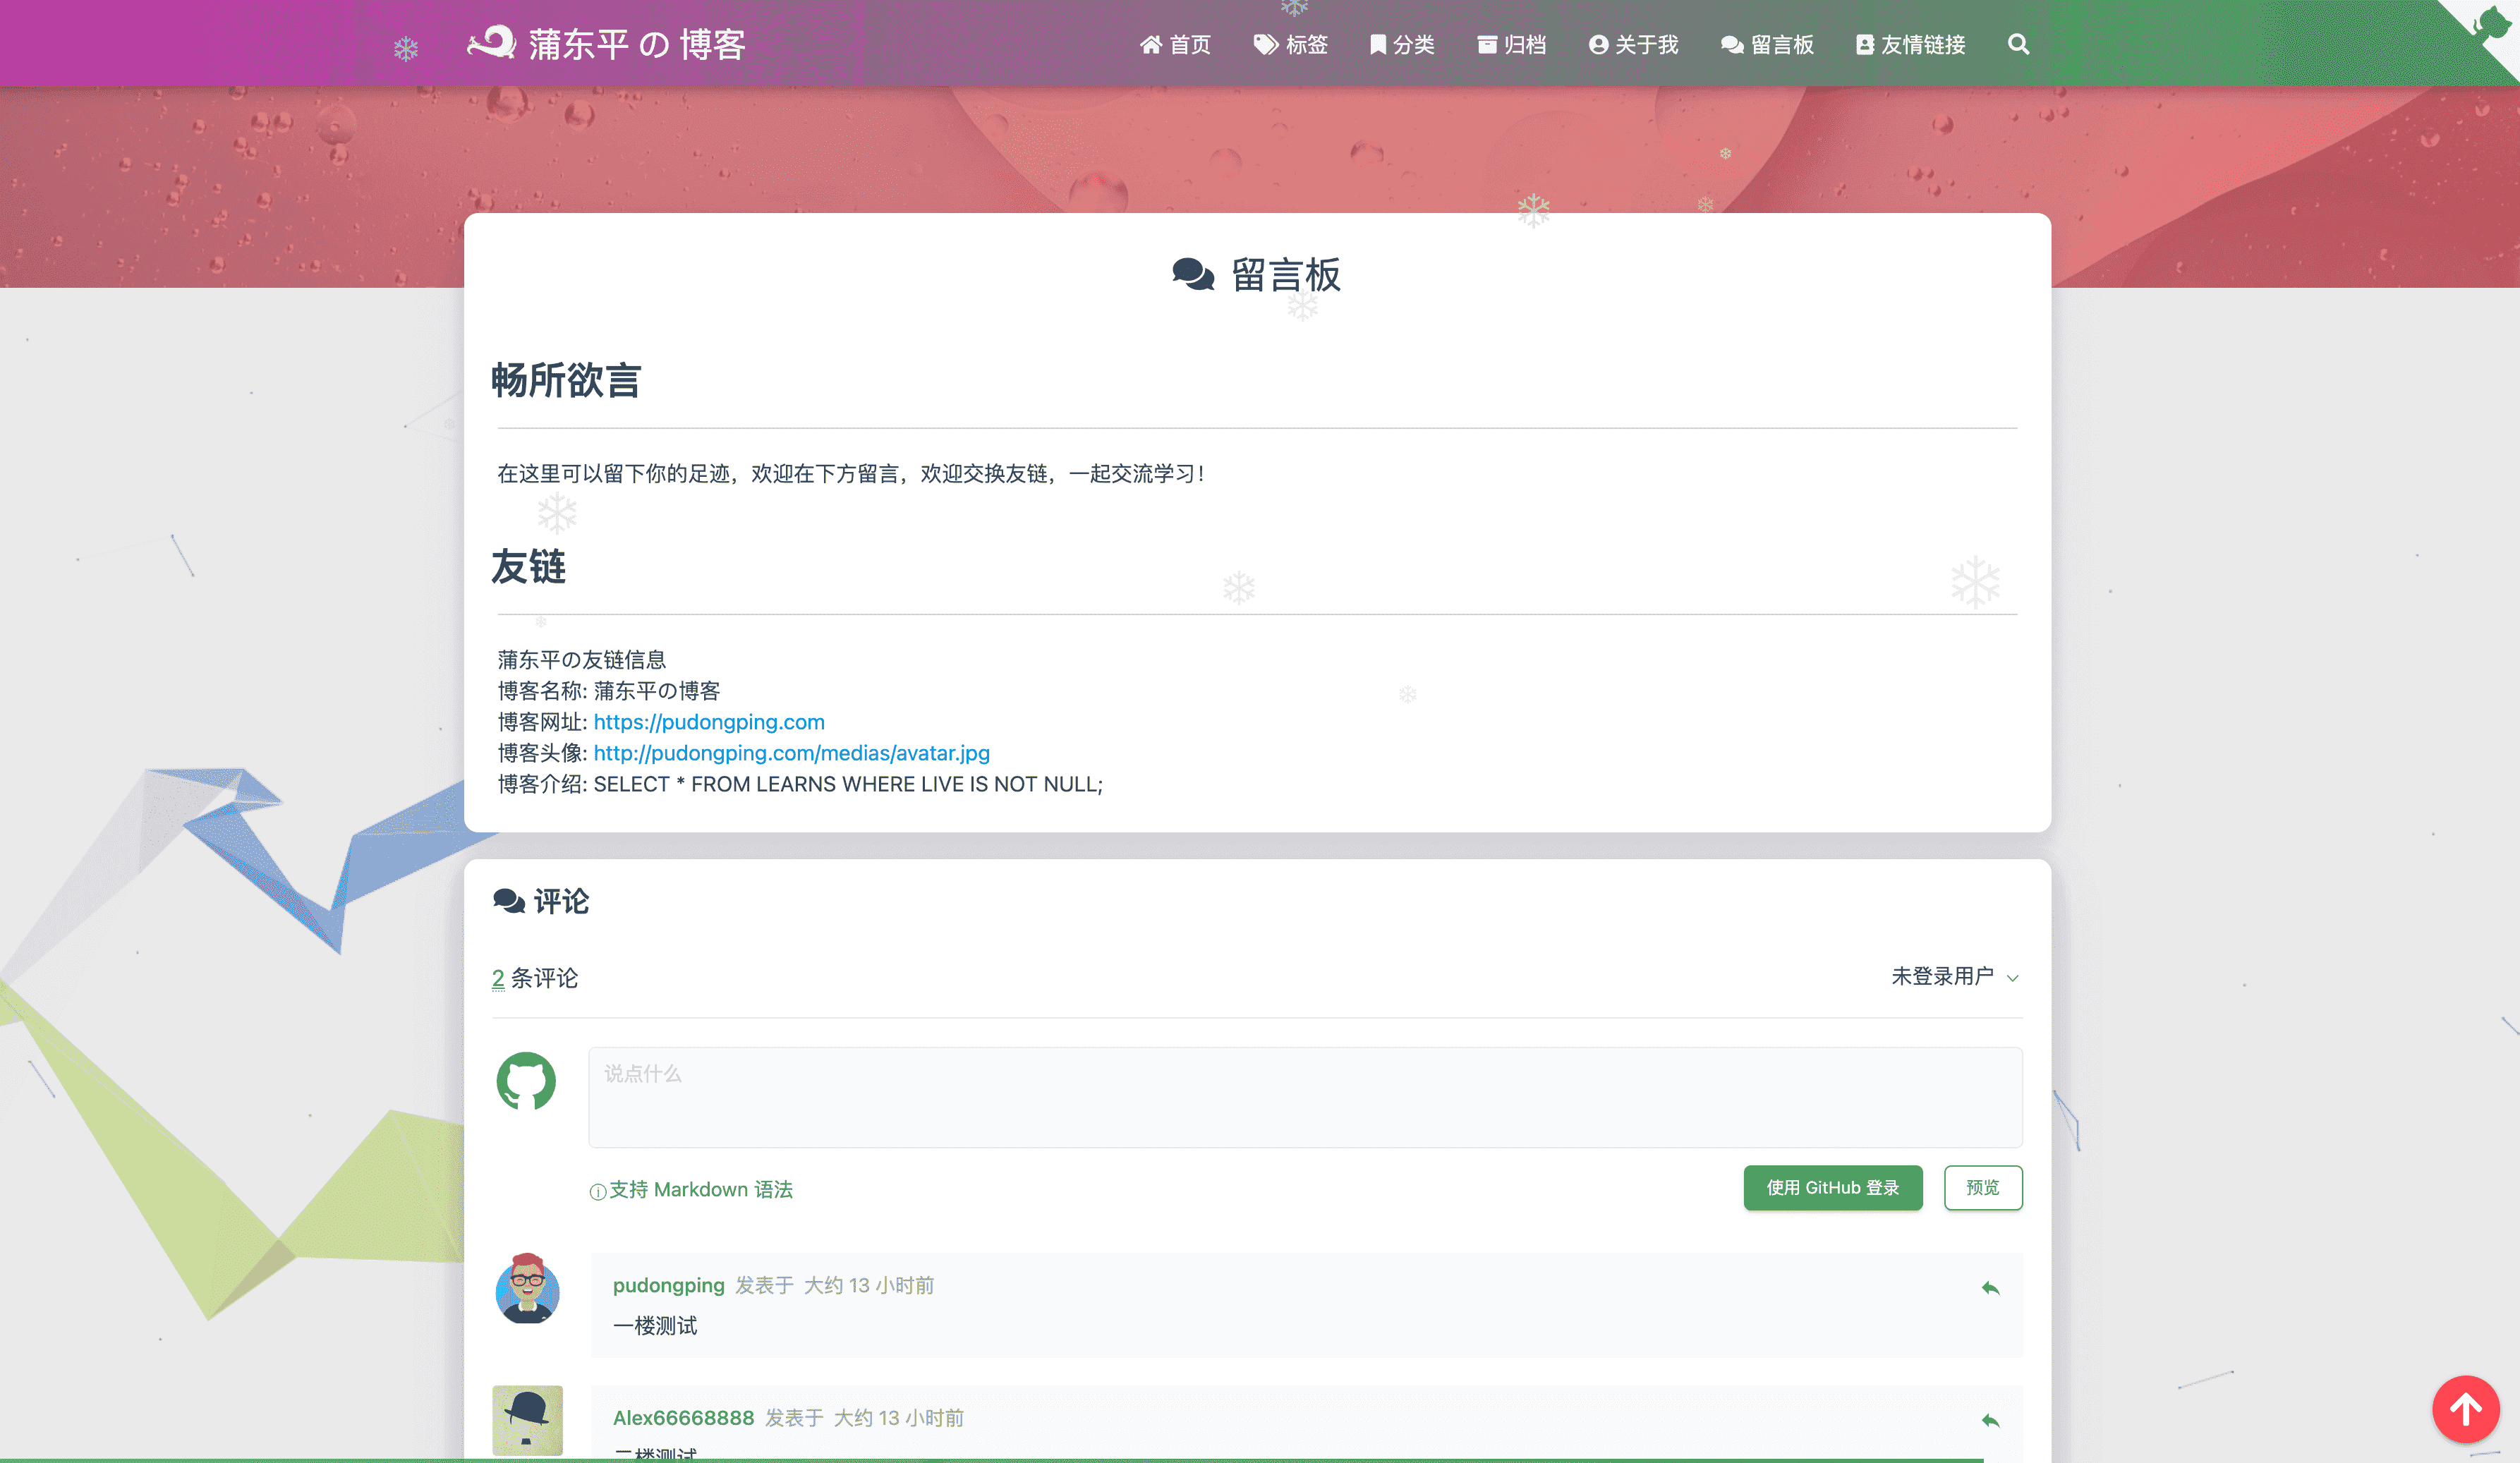 蒲东平 の 博客
首页 标签 分类 归档 关于我 留言板 友情链接
留言板
畅所欲言
在这里可以留下你的足迹，欢迎在下方留言，欢迎交换友链，一起交流学习！
友链
蒲东平の友链信息
博客名称: 蒲东平の博客
博客网址: https://pudongping.com
博客头像: http://pudongping.com/medias/avatar.jpg
博客介绍: SELECT * FROM LEARNS WHERE LIVE IS NOT NULL;
评论
2 条评论
未登录用户
说点什么
支持 Markdown 语法
使用 GitHub 登录
预览
pudongping 发表于 大约 13 小时前
一楼测试
Alex66668888 发表于 大约 13 小时前
二楼测试